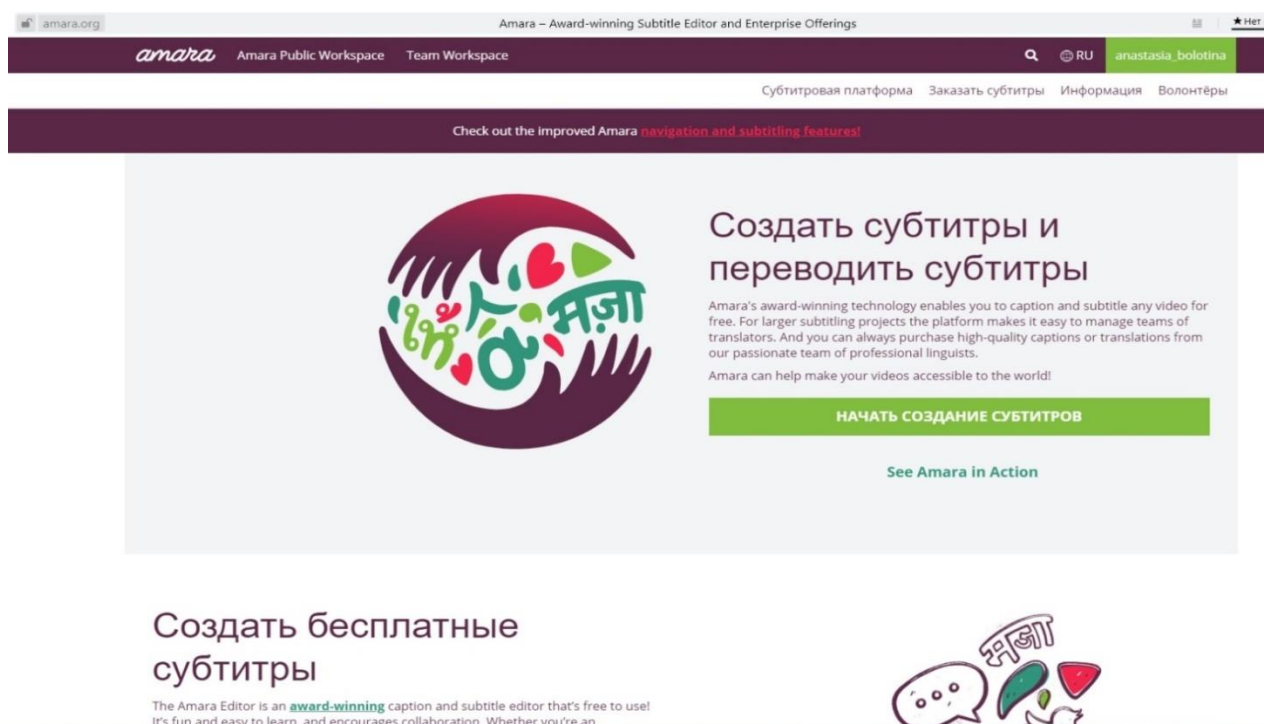 amara.org
Amara – Award-winning Subtitle Editor and Enterprise Offerings
★ Нет
amara
Amara Public Workspace
Team Workspace
RU
anastasia_bolotina
Субтитровая платформа
Заказать субтитры
Информация
Волонтёры
Check out the improved Amara navigation and subtitling features!
मज़ा
Создать субтитры и
переводить субтитры
Amara's award-winning technology enables you to caption and subtitle any video for
free. For larger subtitling projects the platform makes it easy to manage teams of
translators. And you can always purchase high-quality captions or translations from
our passionate team of professional linguists.
Amara can help make your videos accessible to the world!
НАЧАТЬ СОЗДАНИЕ СУБТИТРОВ
See Amara in Action
Создать бесплатные
субтитры
मज़ा
The Amara Editor is an award-winning caption and subtitle editor that's free to use!
It's fun and easy to learn, and encourages collaboration. Whether you're an